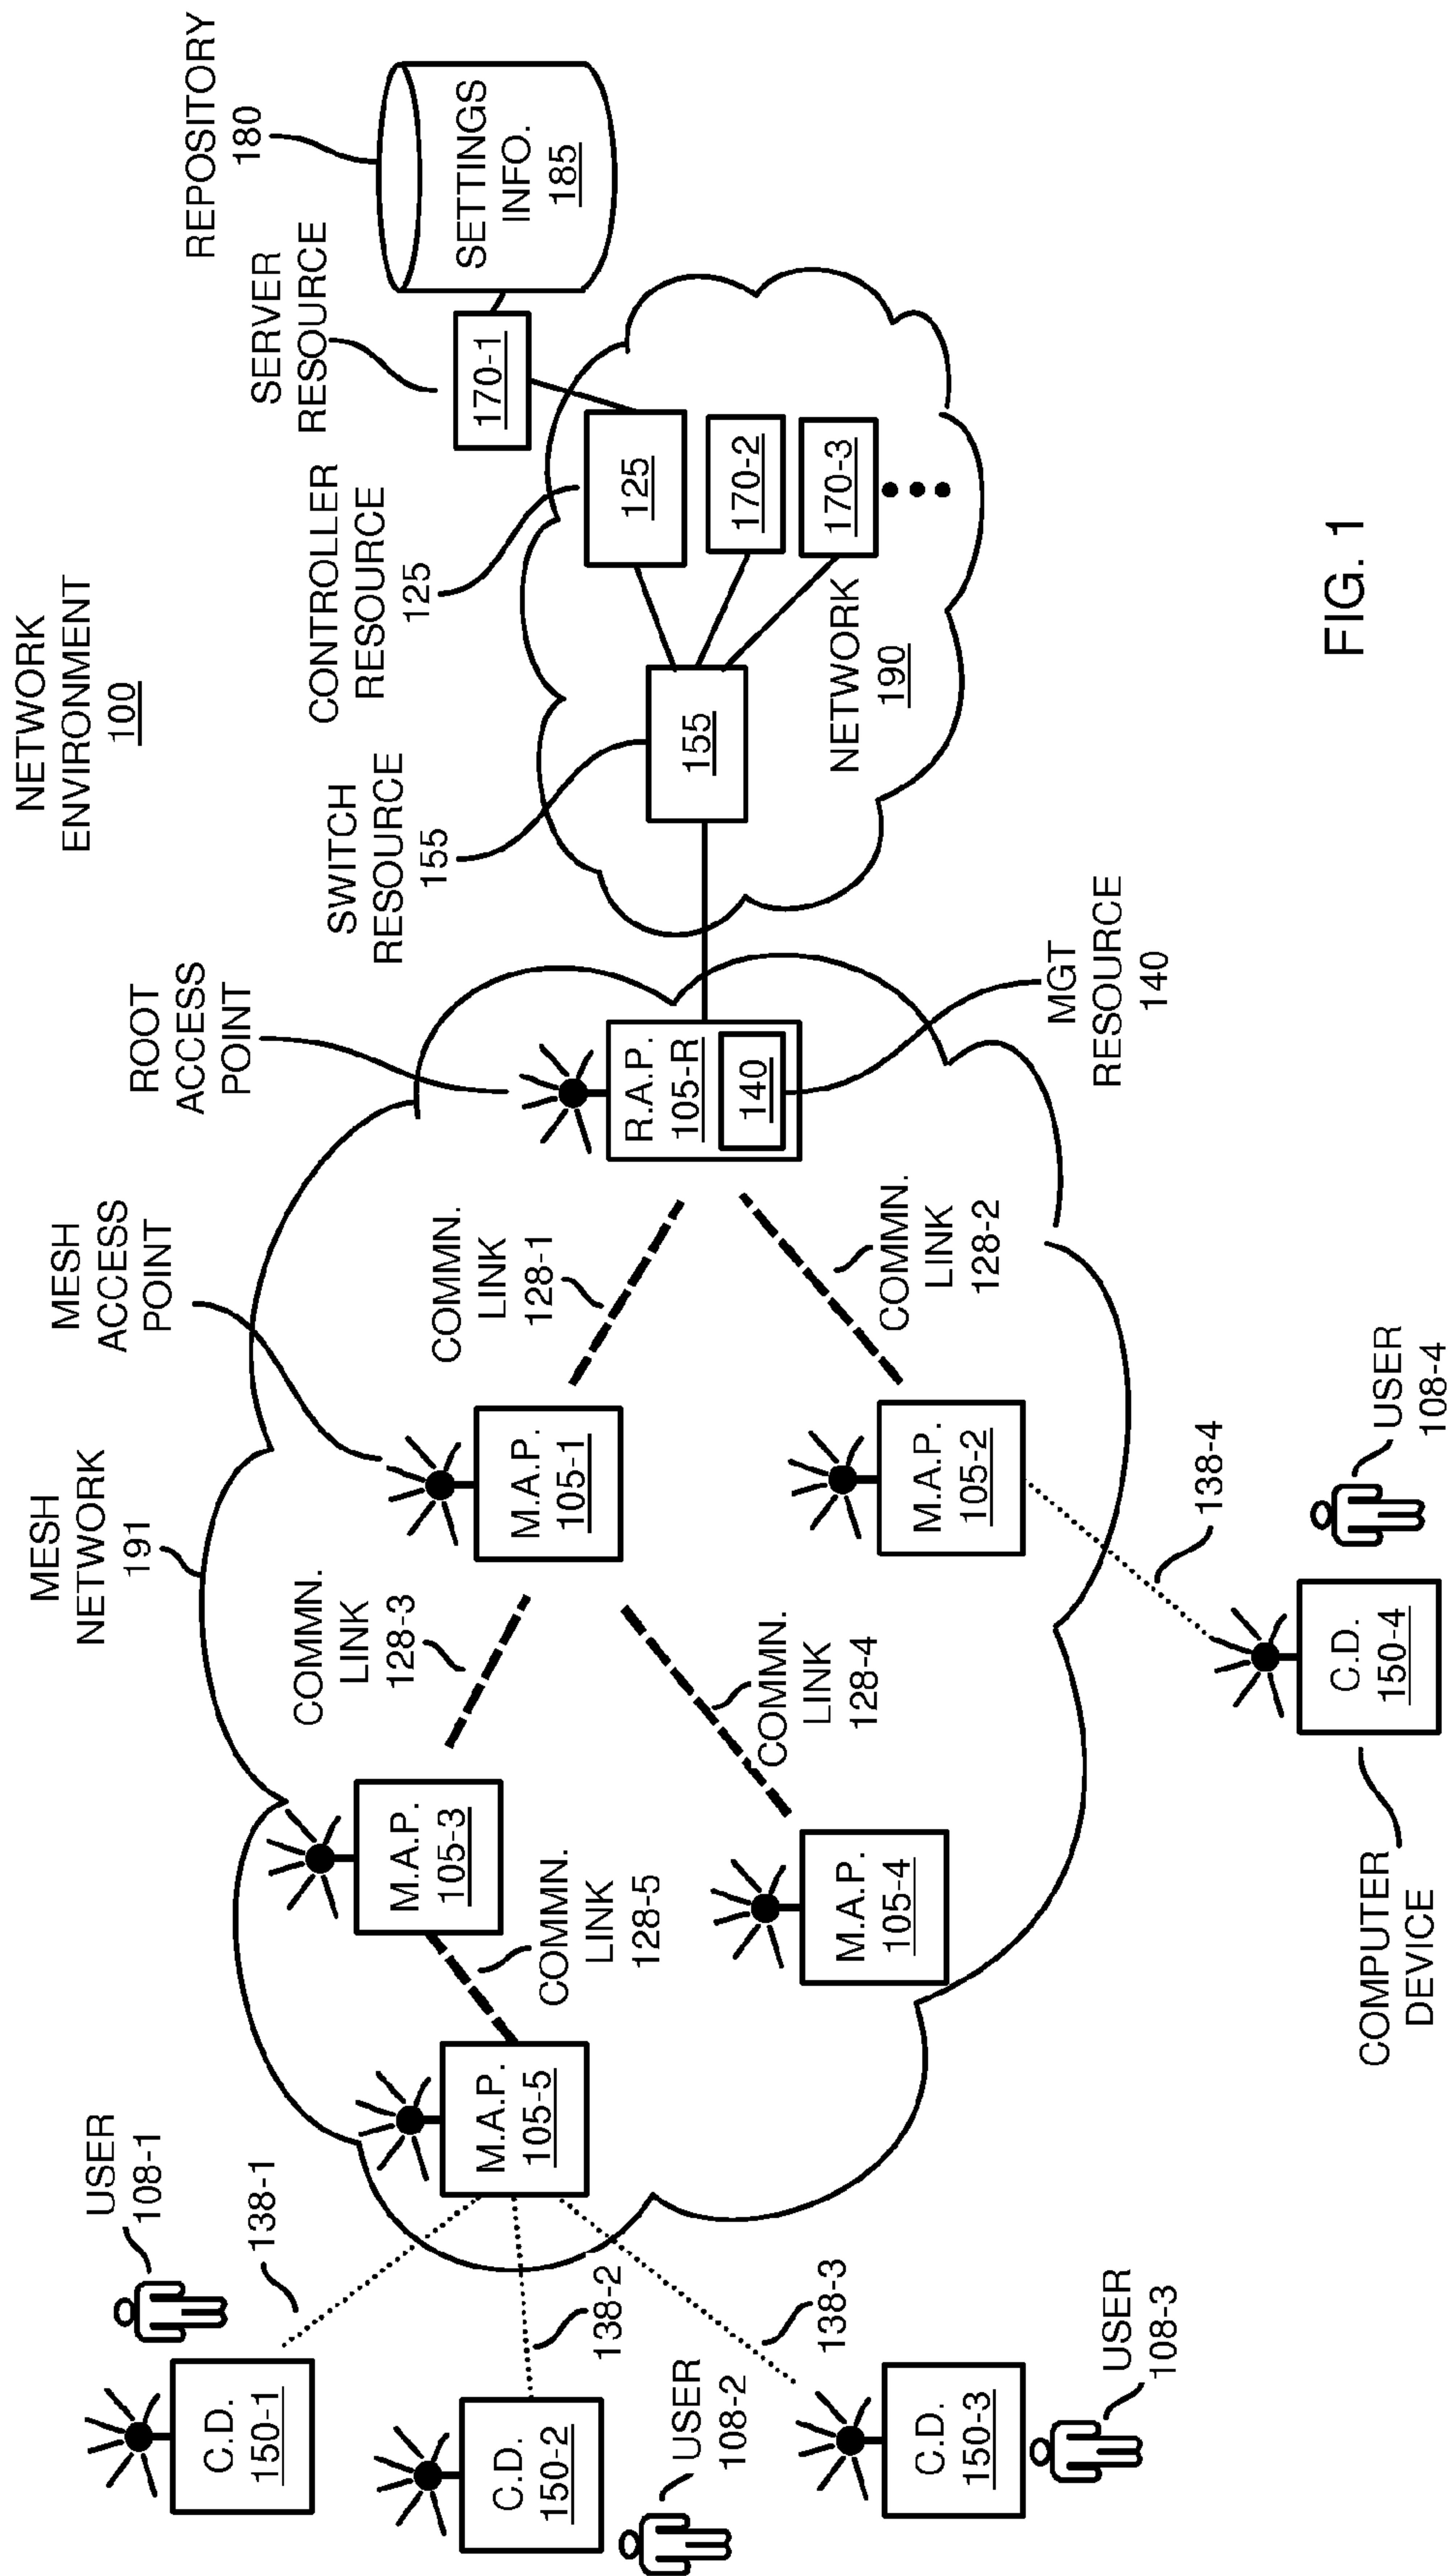 NETWORK
ENVIRONMENT
100
MESH
NETWORK
191
MESH
ACCESS
POINT
ROOT
ACCESS
POINT
SWITCH
RESOURCE
155
CONTROLLER
RESOURCE
125
SERVER
RESOURCE
REPOSITORY
180
SETTINGS
INFO.
185
170-1
125
170-2
170-3
155
NETWORK
190
R.A.P.
105-R
140
MGT
RESOURCE
140
COMMN.
LINK
128-1
COMMN.
LINK
128-2
M.A.P.
105-1
M.A.P.
105-2
COMMN.
LINK
128-3
COMMN.
LINK
128-4
M.A.P.
105-3
M.A.P.
105-4
COMMN.
LINK
128-5
M.A.P.
105-5
USER
108-1
138-1
C.D.
150-1
138-2
C.D.
150-2
USER
108-2
138-3
C.D.
150-3
USER
108-3
138-4
C.D.
150-4
USER
108-4
COMPUTER
DEVICE
FIG. 1